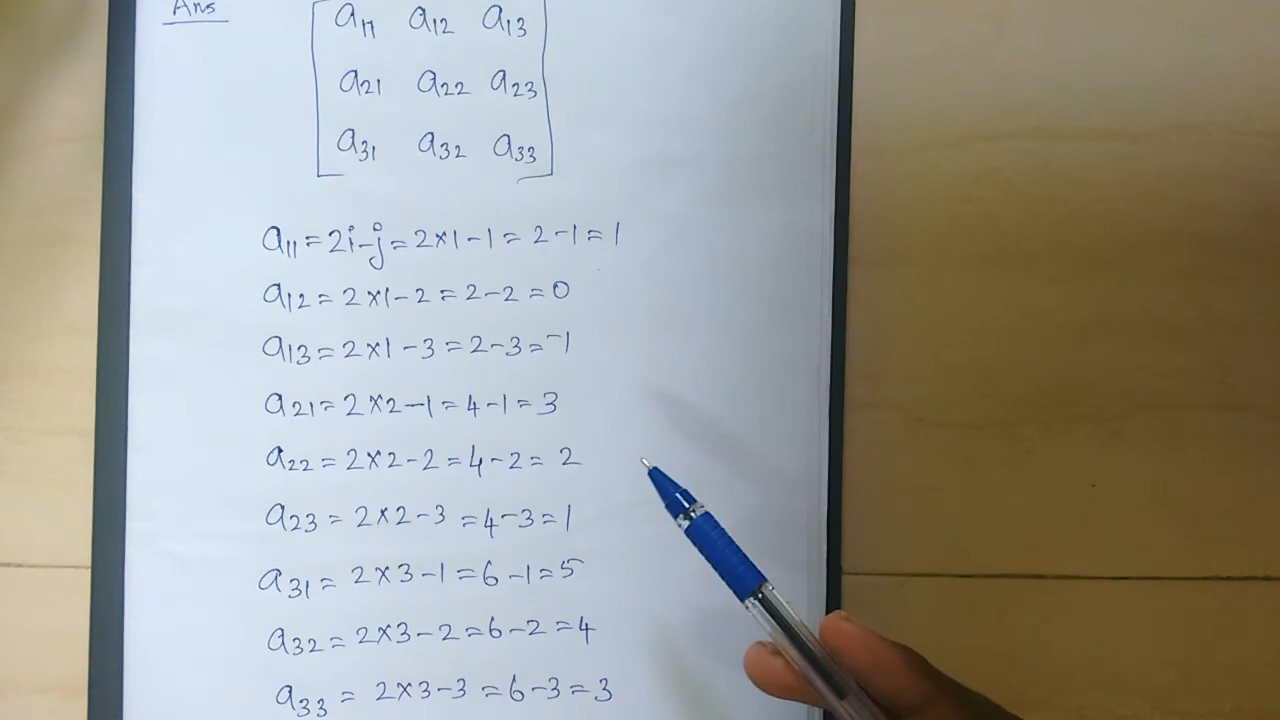 Ans
a11 a12 a13
a21 a22 a23
a31 a32 a33
a11 = 2i-j = 2×1-1 = 2-1 = 1
a12 = 2×1-2 = 2-2 = 0
a13 = 2×1-3 = 2-3 = -1
a21 = 2×2-1 = 4-1 = 3
a22 = 2×2-2 = 4-2 = 2
a23 = 2×2-3 = 4-3 = 1
a31 = 2×3-1 = 6-1 = 5
a32 = 2×3-2 = 6-2 = 4
a33 = 2×3-3 = 6-3 = 3